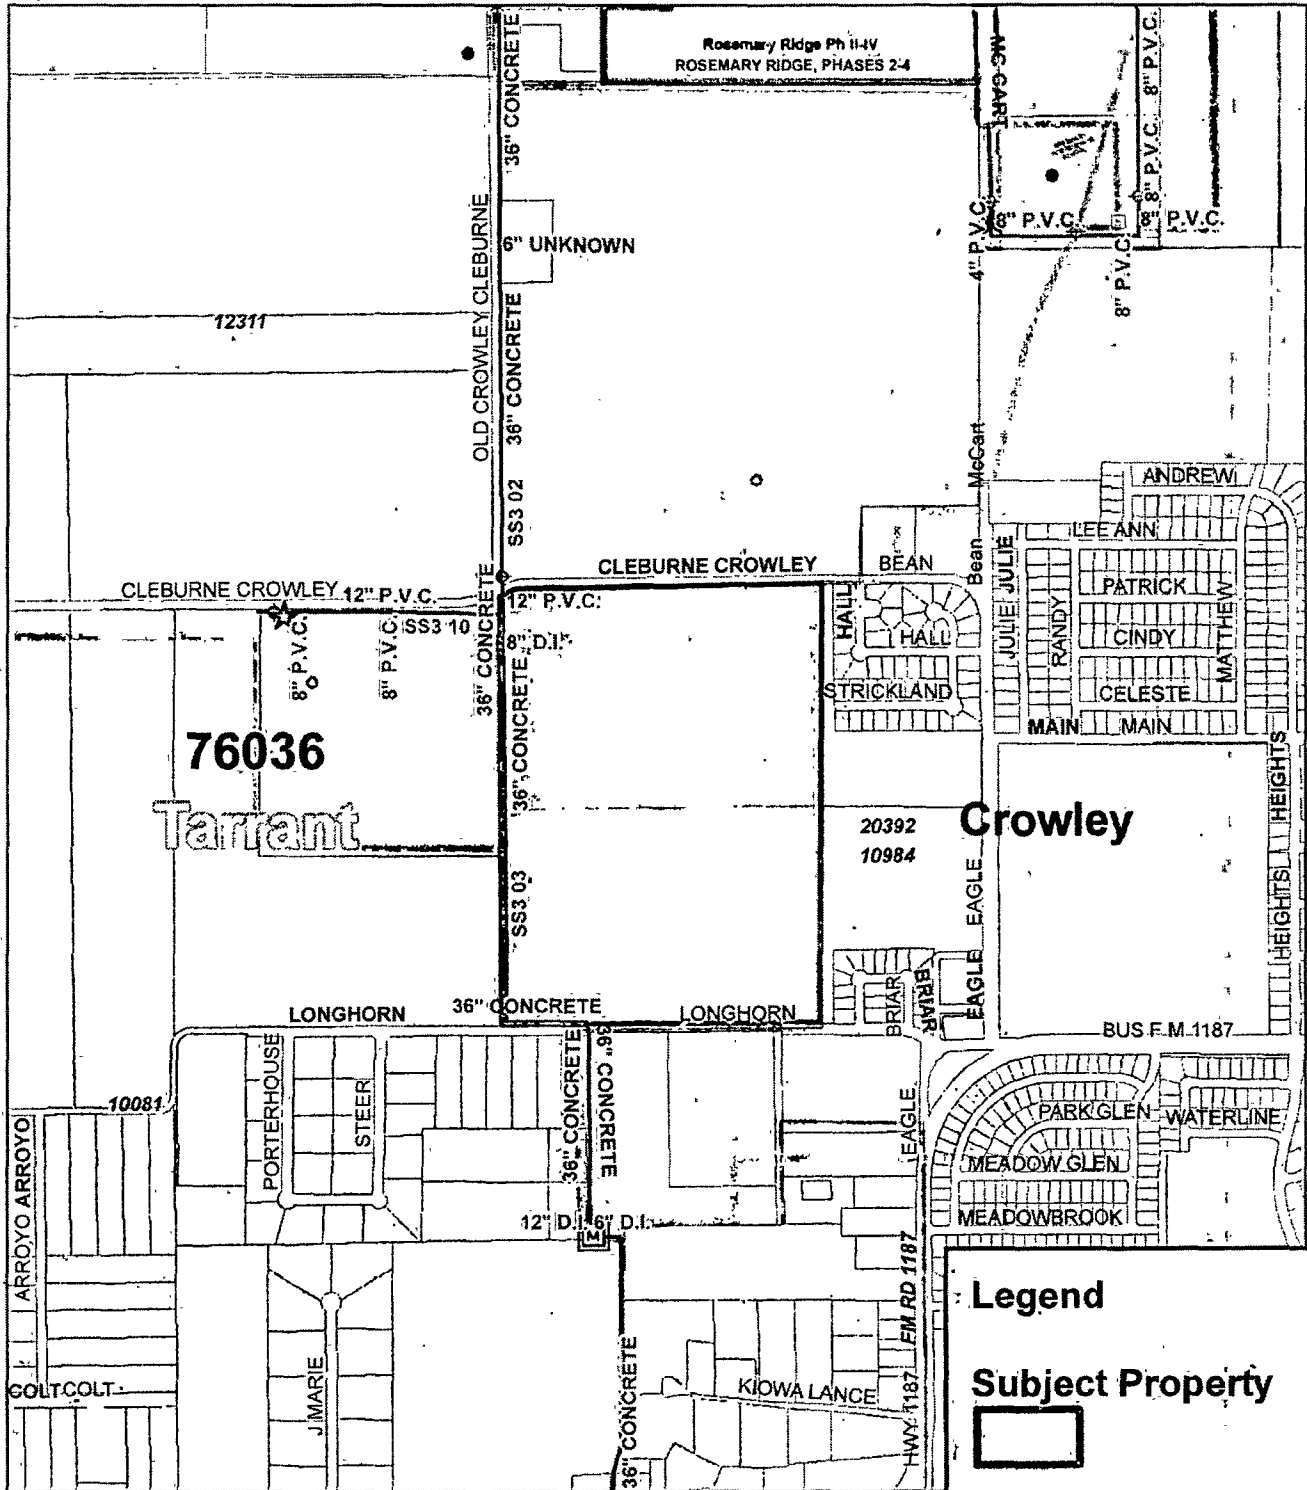 Rosemary Ridge Ph II-IV
ROSEMARY RIDGE, PHASES 2-4
36" CONCRETE
MC CART
8" P.V.C.
8" P.V.C.
8" P.V.C.
8" P.V.C.
8" P.V.C.
8" P.V.C.
4" P.V.C.
8" P.V.C.
OLD CROWLEY CLEBURNE
6" UNKNOWN
12311
36" CONCRETE
SS3 02
McCart
Bean
ANDREW
LEE ANN
CLEBURNE CROWLEY
BEAN
JULIE JULIE
PATRICK
CLEBURNE CROWLEY
12" P.V.C.
12" P.V.C.
36" CONCRETE
SS3 10
8" P.V.C.
8" P.V.C.
8" D.I.
HALL
HALL
RANDY
CINDY
MATTHEW
STRICKLAND
CELESTE
MAIN
MAIN
36" CONCRETE
76036
Tarrant
HEIGHTS
HEIGHTS
20392
10984
Crowley
SS3 03
EAGLE
EAGLE
BRIAR
BRIAR
LONGHORN
36" CONCRETE
LONGHORN
BUS F M 1187
PORTERHOUSE
STEER
36" CONCRETE
36" CONCRETE
10081
ARROYO
ARROYO
EAGLE
PARK GLEN
WATERLINE
MEADOW GLEN
MEADOWBROOK
12" D.I.
6" D.I.
M
FM RD 1187
HWY 1187
Legend
Subject Property
COLT COLT
J MARIE
36" CONCRETE
KIOWA LANCE